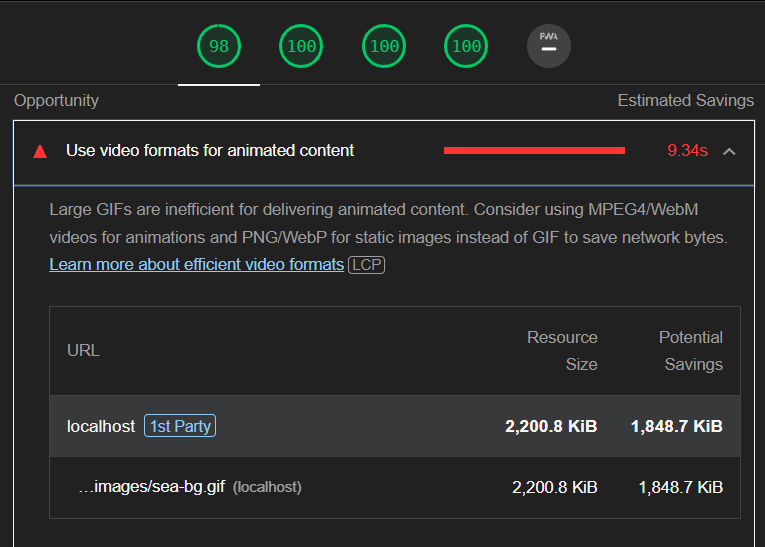 98 100 100 100 PWA
Opportunity Estimated Savings
Use video formats for animated content 9.34s
Large GIFs are inefficient for delivering animated content. Consider using MPEG4/WebM
videos for animations and PNG/WebP for static images instead of GIF to save network bytes.
Learn more about efficient video formats LCP
URL Resource Size Potential Savings
localhost 1st Party 2,200.8 KiB 1,848.7 KiB
…images/sea-bg.gif (localhost) 2,200.8 KiB 1,848.7 KiB